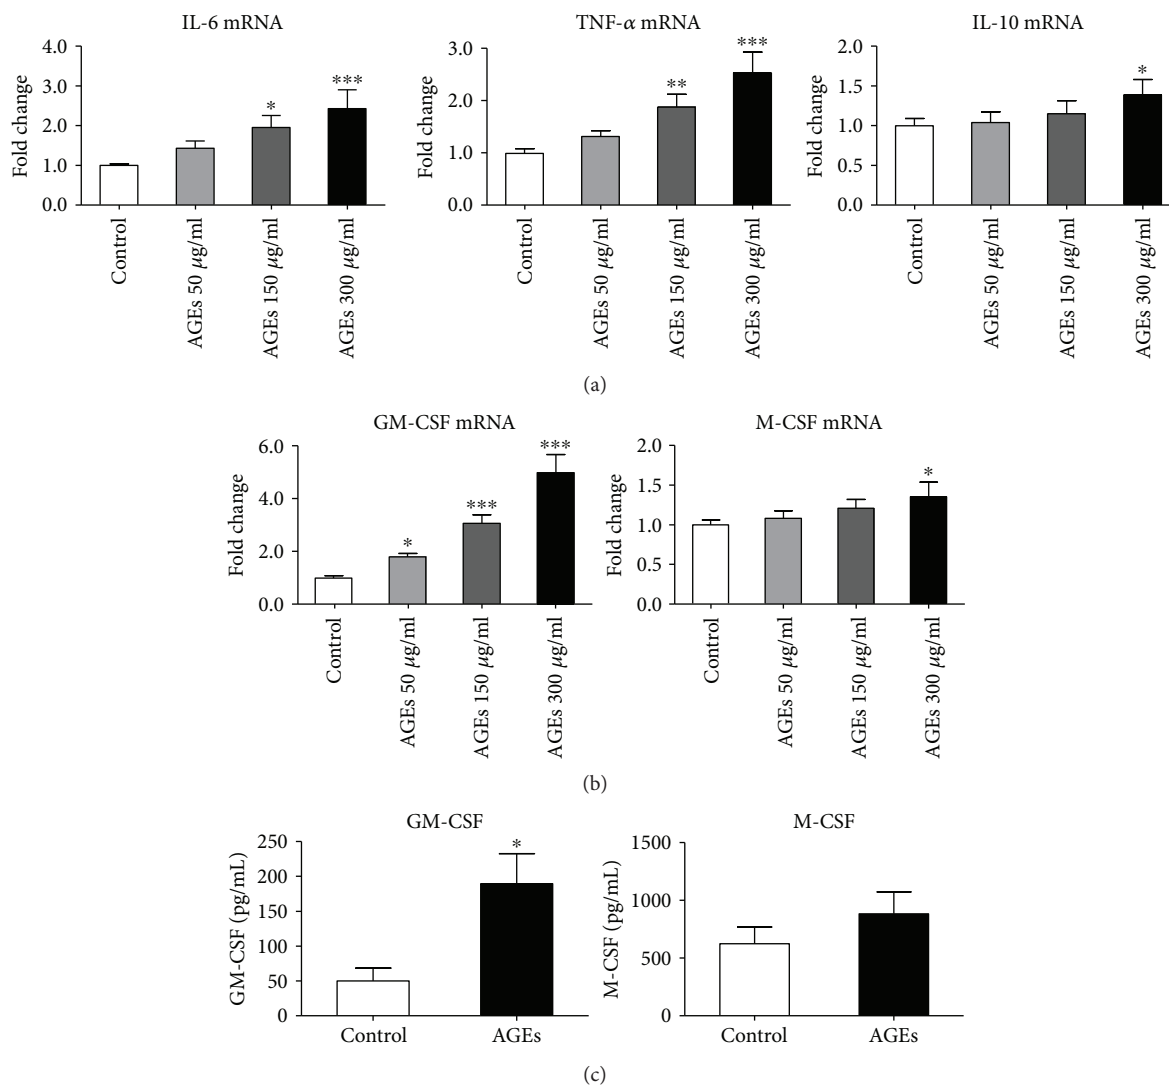 IL-6 mRNA
Fold change
4.0
3.0
2.0
1.0
0.0
*
***
Control
AGEs 50 μg/ml
AGEs 150 μg/ml
AGEs 300 μg/ml
TNF-α mRNA
Fold change
3.0
2.0
1.0
0.0
**
***
Control
AGEs 50 μg/ml
AGEs 150 μg/ml
AGEs 300 μg/ml
IL-10 mRNA
Fold change
2.0
1.5
1.0
0.5
0.0
*
Control
AGEs 50 μg/ml
AGEs 150 μg/ml
AGEs 300 μg/ml
(a)
GM-CSF mRNA
Fold change
6.0
4.0
2.0
0.0
*
***
***
Control
AGEs 50 μg/ml
AGEs 150 μg/ml
AGEs 300 μg/ml
M-CSF mRNA
Fold change
2.0
1.5
1.0
0.5
0.0
*
Control
AGEs 50 μg/ml
AGEs 150 μg/ml
AGEs 300 μg/ml
(b)
GM-CSF
GM-CSF (pg/mL)
250
200
150
100
50
0
*
Control
AGEs
M-CSF
M-CSF (pg/mL)
1500
1000
500
0
Control
AGEs
(c)